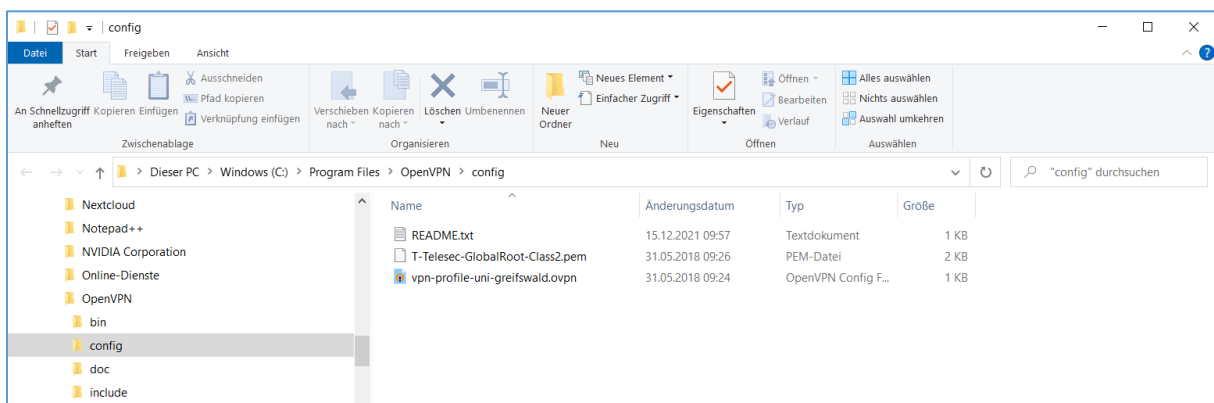 config
Datei Start Freigeben Ansicht
An Schnellzugriff anheften
Kopieren
Einfügen
Ausschneiden
Pfad kopieren
Verknüpfung einfügen
Zwischenablage
Verschieben nach
Kopieren nach
Löschen
Umbenennen
Organisieren
Neuer Ordner
Neues Element
Einfacher Zugriff
Neu
Eigenschaften
Öffnen
Bearbeiten
Verlauf
Öffnen
Alles auswählen
Nichts auswählen
Auswahl umkehren
Auswählen
Dieser PC > Windows (C:) > Program Files > OpenVPN > config
"config" durchsuchen
Nextcloud
Notepad++
NVIDIA Corporation
Online-Dienste
OpenVPN
bin
config
doc
include
Name Änderungsdatum Typ Größe
README.txt 15.12.2021 09:57 Textdokument 1 KB
T-Telesec-GlobalRoot-Class2.pem 31.05.2018 09:26 PEM-Datei 2 KB
vpn-profile-uni-greifswald.ovpn 31.05.2018 09:24 OpenVPN Config F... 1 KB